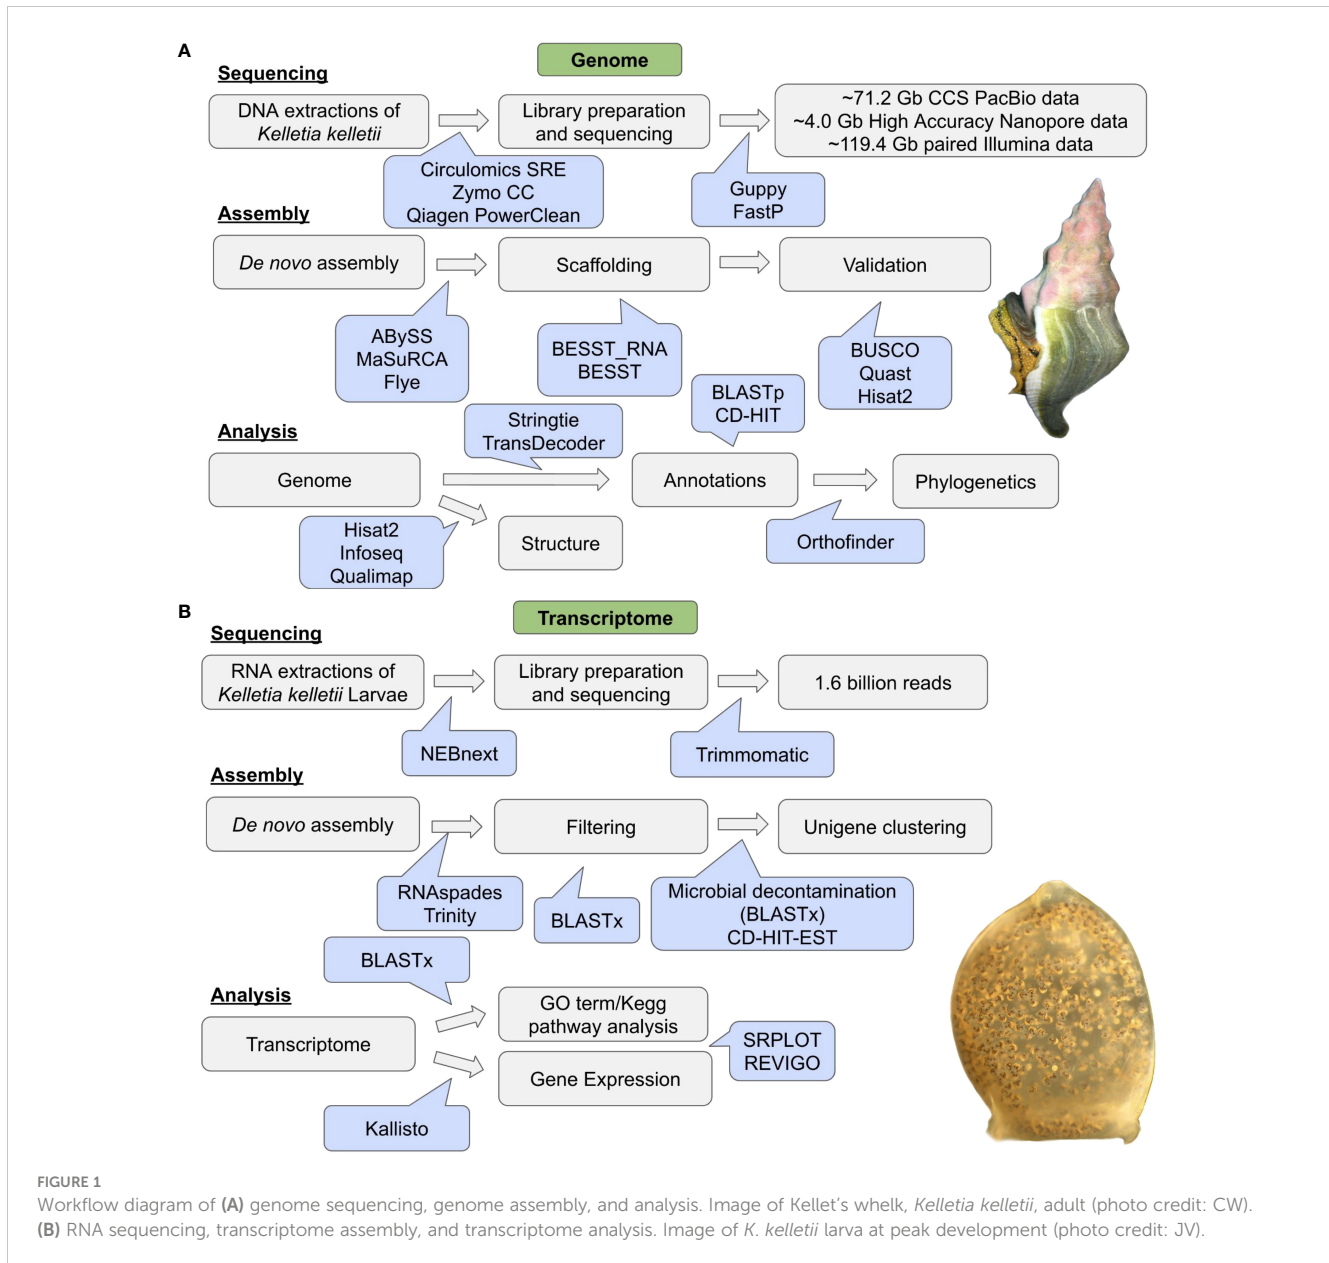 A
Genome
Sequencing
DNA extractions of
Kelletia kelletii
Library preparation
and sequencing
~71.2 Gb CCS PacBio data
~4.0 Gb High Accuracy Nanopore data
~119.4 Gb paired Illumina data
Circulomics SRE
Zymo CC
Qiagen PowerClean
Guppy
FastP
Assembly
De novo assembly
Scaffolding
Validation
ABySS
MaSuRCA
Flye
BESST_RNA
BESST
BUSCO
Quast
Hisat2
BLASTp
CD-HIT
Stringtie
TransDecoder
Analysis
Genome
Annotations
Phylogenetics
Hisat2
Infoseq
Qualimap
Structure
Orthofinder
B
Transcriptome
Sequencing
RNA extractions of
Kelletia kelletii Larvae
Library preparation
and sequencing
1.6 billion reads
NEBnext
Trimmomatic
Assembly
De novo assembly
Filtering
Unigene clustering
RNAspades
Trinity
BLASTx
Microbial decontamination
(BLASTx)
CD-HIT-EST
BLASTx
Analysis
Transcriptome
GO term/Kegg
pathway analysis
Gene Expression
SRPLOT
REVIGO
Kallisto
FIGURE 1
Workflow diagram of (A) genome sequencing, genome assembly, and analysis. Image of Kellet's whelk, Kelletia kelletii, adult (photo credit: CW).
(B) RNA sequencing, transcriptome assembly, and transcriptome analysis. Image of K. kelletii larva at peak development (photo credit: JV).